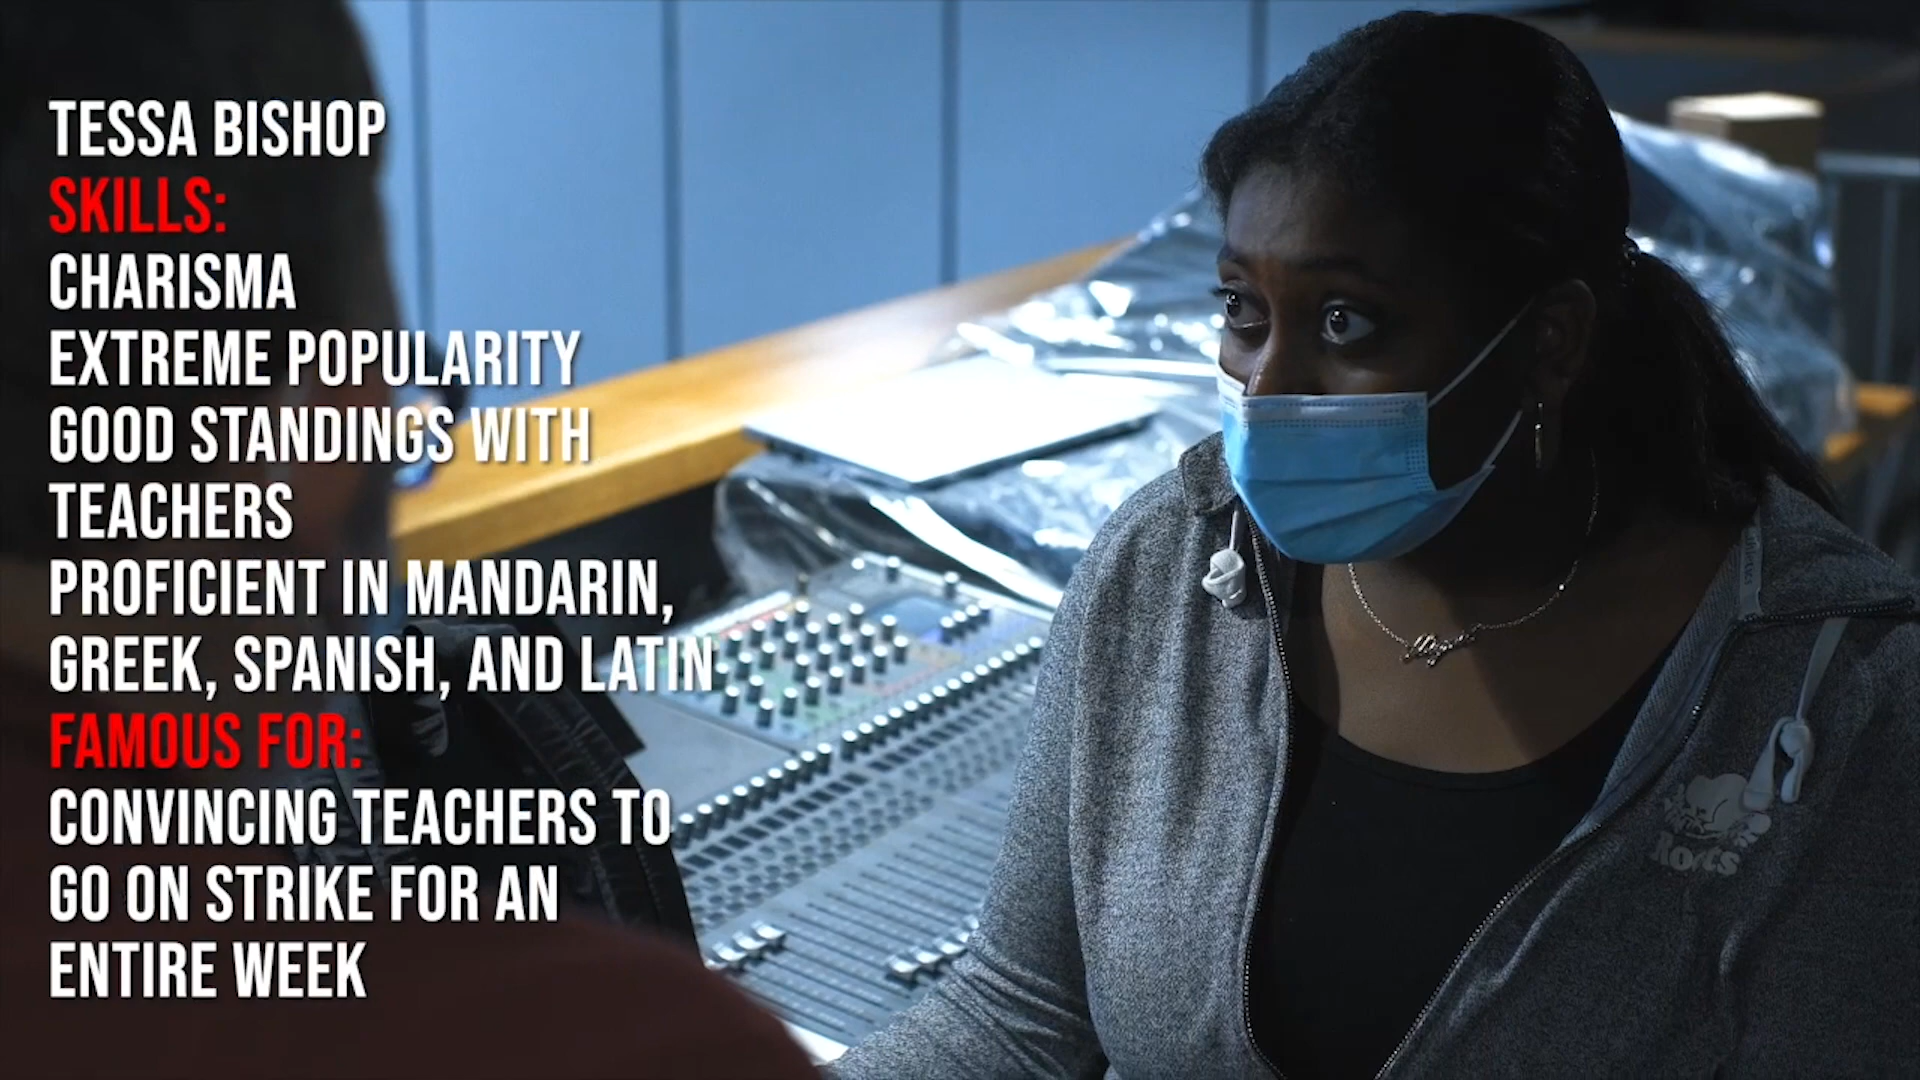 TESSA BISHOP
SKILLS:
CHARISMA
EXTREME POPULARITY
GOOD STANDINGS WITH
TEACHERS
PROFICIENT IN MANDARIN,
GREEK, SPANISH, AND LATIN
FAMOUS FOR:
CONVINCING TEACHERS TO
GO ON STRIKE FOR AN
ENTIRE WEEK
Roots